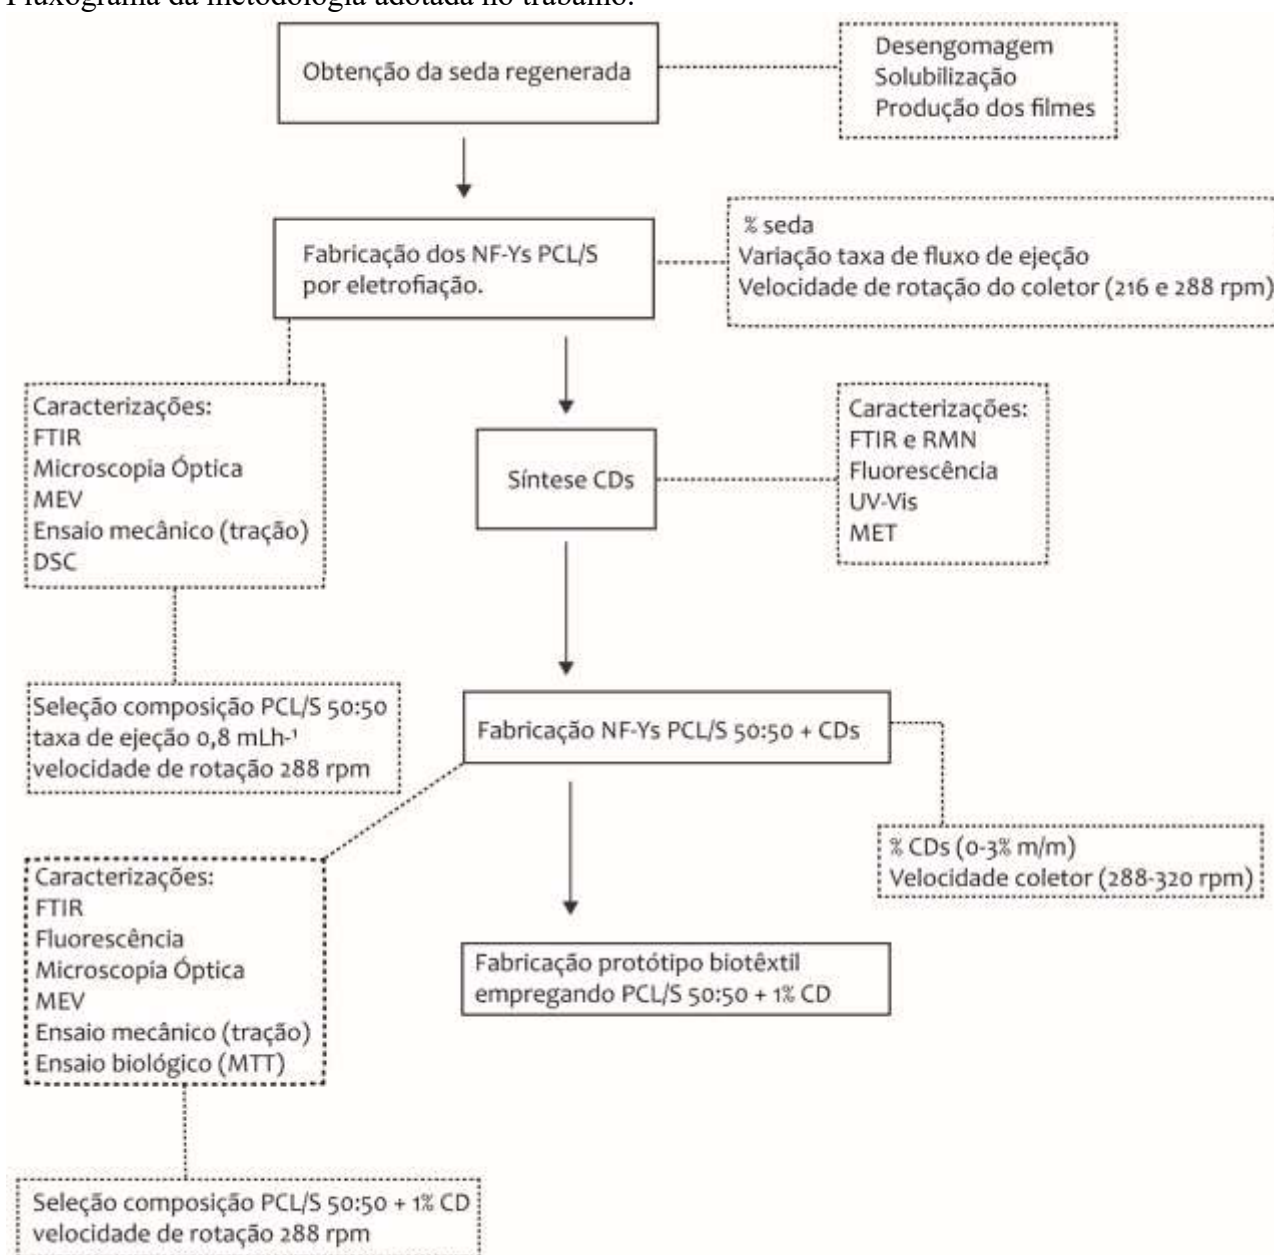 Fluxograma da metodologia adotada no trabalho.
Obtenção da seda regenerada
Desengomagem
Solubilização
Produção dos filmes
Fabricação dos NF-Ys PCL/S
por eletrofiação.
% seda
Variação taxa de fluxo de ejeção
Velocidade de rotação do coletor (216 e 288 rpm)
Caracterizações:
FTIR
Microscopia Óptica
MEV
Ensaio mecânico (tração)
DSC
Síntese CDs
Caracterizações:
FTIR e RMN
Fluorescência
UV-Vis
MET
Seleção composição PCL/S 50:50
taxa de ejeção 0,8 mLh-¹
velocidade de rotação 288 rpm
Fabricação NF-Ys PCL/S 50:50 + CDs
% CDs (0-3% m/m)
Velocidade coletor (288-320 rpm)
Caracterizações:
FTIR
Fluorescência
Microscopia Óptica
MEV
Ensaio mecânico (tração)
Ensaio biológico (MTT)
Fabricação protótipo biotêxtil
empregando PCL/S 50:50 + 1% CD
Seleção composição PCL/S 50:50 + 1% CD
velocidade de rotação 288 rpm